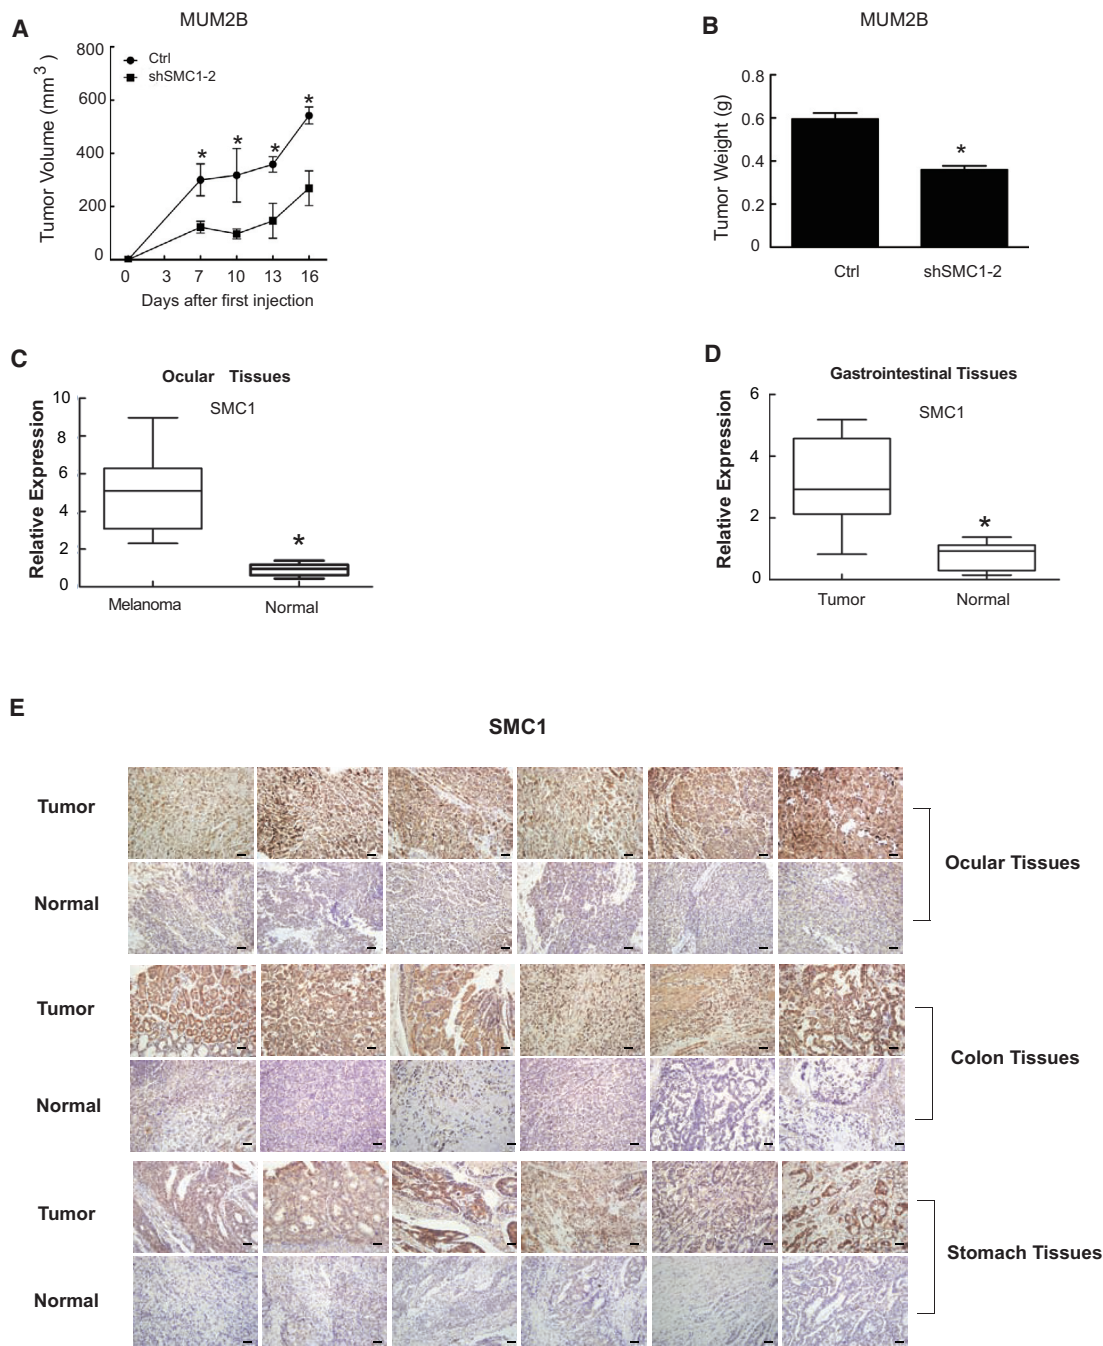 A
MUM2B
Tumor Volume (mm³)
800
600
400
200
0
Ctrl
shSMC1-2
*
*
*
*
0 3 7 10 13 16
Days after first injection
B
MUM2B
Tumor Weight (g)
0.8
0.6
0.4
0.2
0
*
Ctrl shSMC1-2
C
Ocular Tissues
SMC1
Relative Expression
10
8
6
4
2
0
*
Melanoma Normal
D
Gastrointestinal Tissues
SMC1
Relative Expression
6
4
2
0
*
Tumor Normal
E
SMC1
Tumor
Normal
Ocular Tissues
Tumor
Normal
Colon Tissues
Tumor
Normal
Stomach Tissues